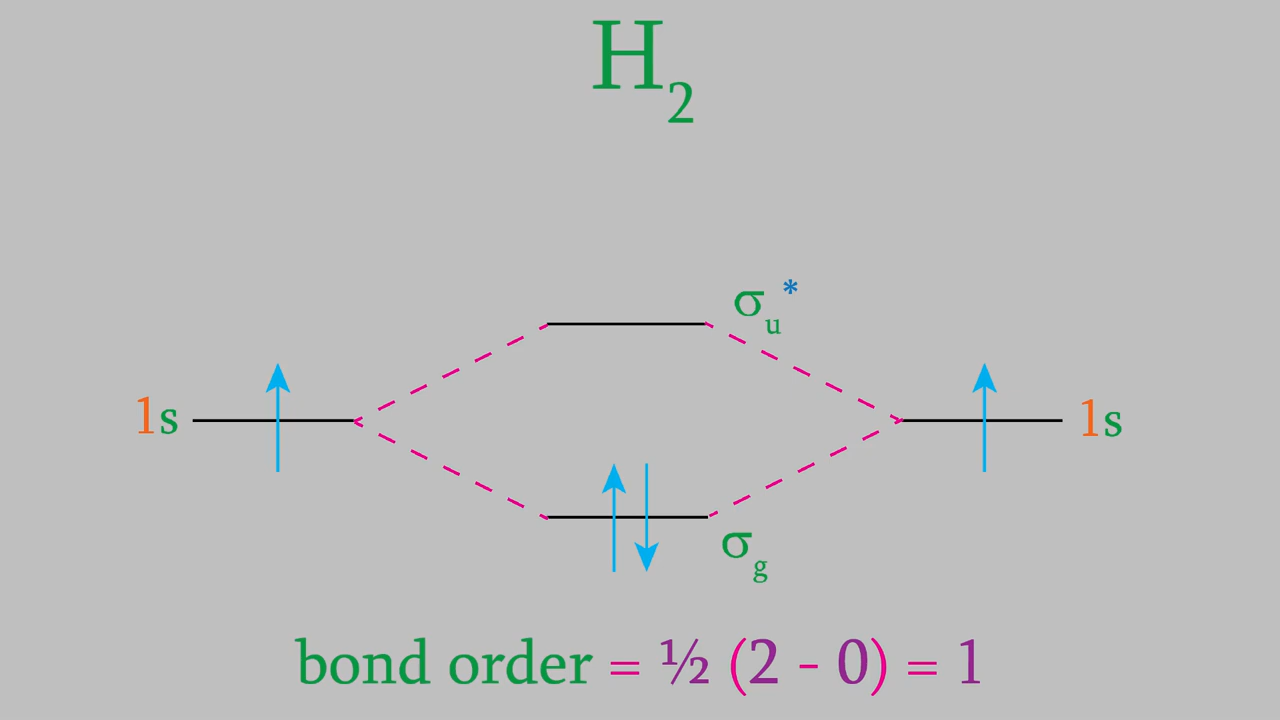 H₂
σᵤ*
1s 1s
σg
bond order = ½ (2 - 0) = 1